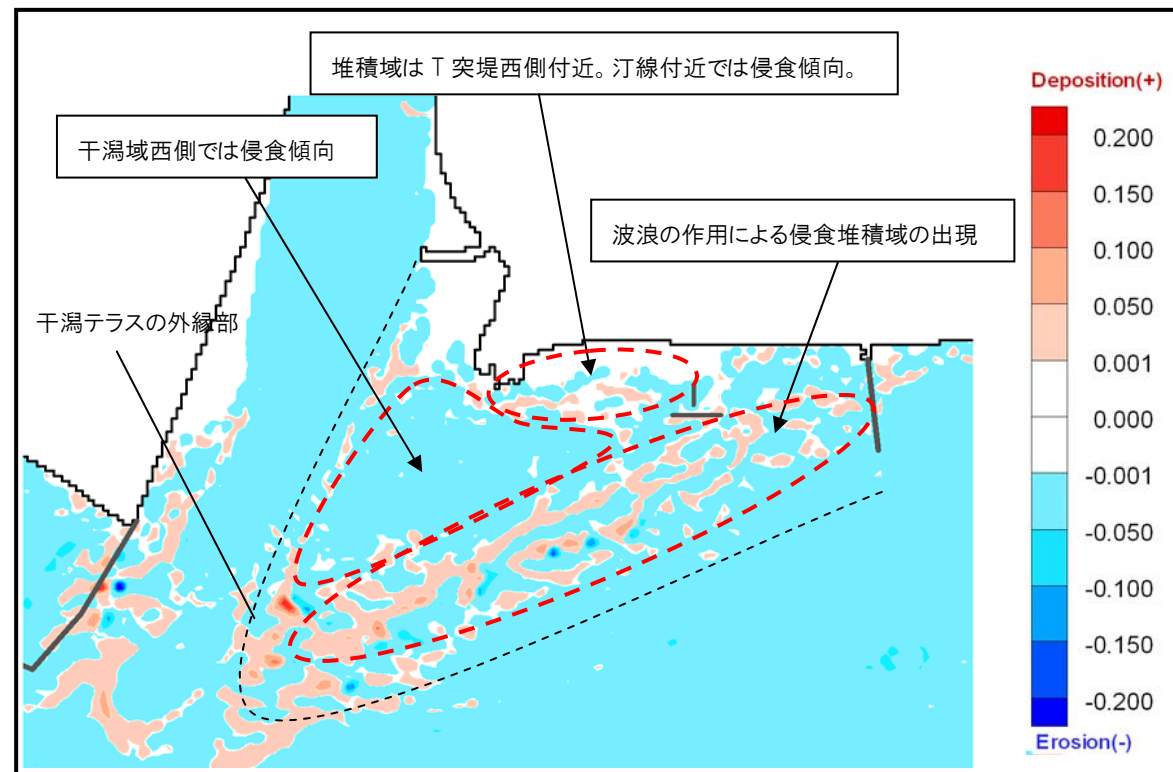 堆積域は T 突堤西側付近。汀線付近では侵食傾向。
干潟域西側では侵食傾向
波浪の作用による侵食堆積域の出現
干潟テラスの外縁部
Deposition(+)
0.200
0.150
0.100
0.050
0.001
0.000
-0.001
-0.050
-0.100
-0.150
-0.200
Erosion(-)